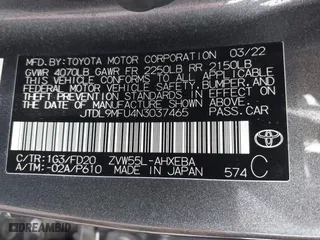 MFD.BY: TOYOTA MOTOR CORPORATION 03/22
GVWR 4070LB GAWR FR 2250LB RR 2150LB
THIS VEHICLE CONFORMS TO ALL APPLICABLE
FEDERAL MOTOR VEHICLE SAFETY, BUMPER, AND
THEFT PREVENTION STANDARDS IN EFFECT ON
THE DATE OF MANUFACTURE SHOWN ABOVE.
JTDL9MFU4N3037465 PASS. CAR
C/TR: 1G3/FD20 ZVW55L-AHXEBA
A/TM: -02A/P610 MADE IN JAPAN 574 C
TOYOTA